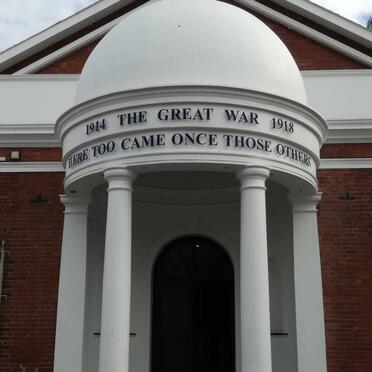 1914 THE GREAT WAR 1918
HERE TOO CAME ONCE THOSE OTHERS